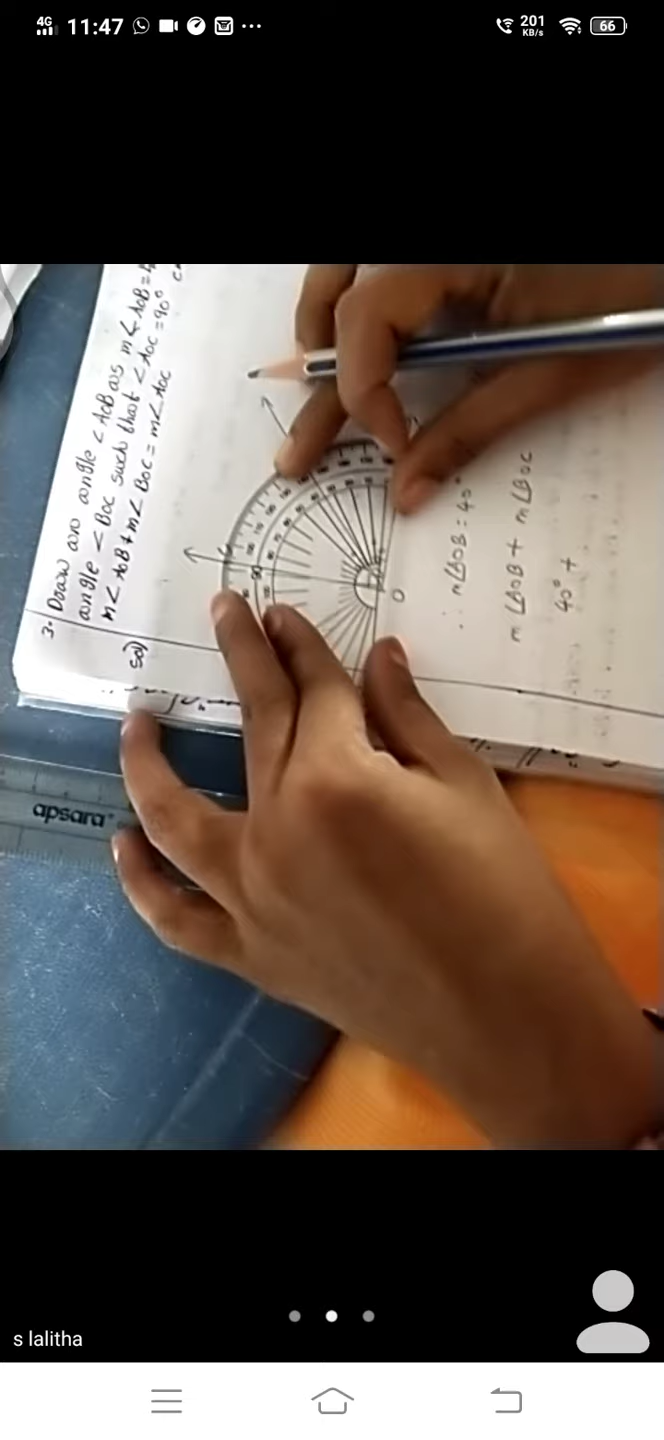 4G 11:47 ... 201 KB/s 66
3. Draw an angle ∠AOB as m∠AOB =
angle ∠BOC such that ∠AOC = 90°
m∠AOB + m∠BOC = m∠AOC
Sol)
O
∴ m∠AOB = 40°
m∠AOB + m∠BOC
40° +
apsara
s lalitha